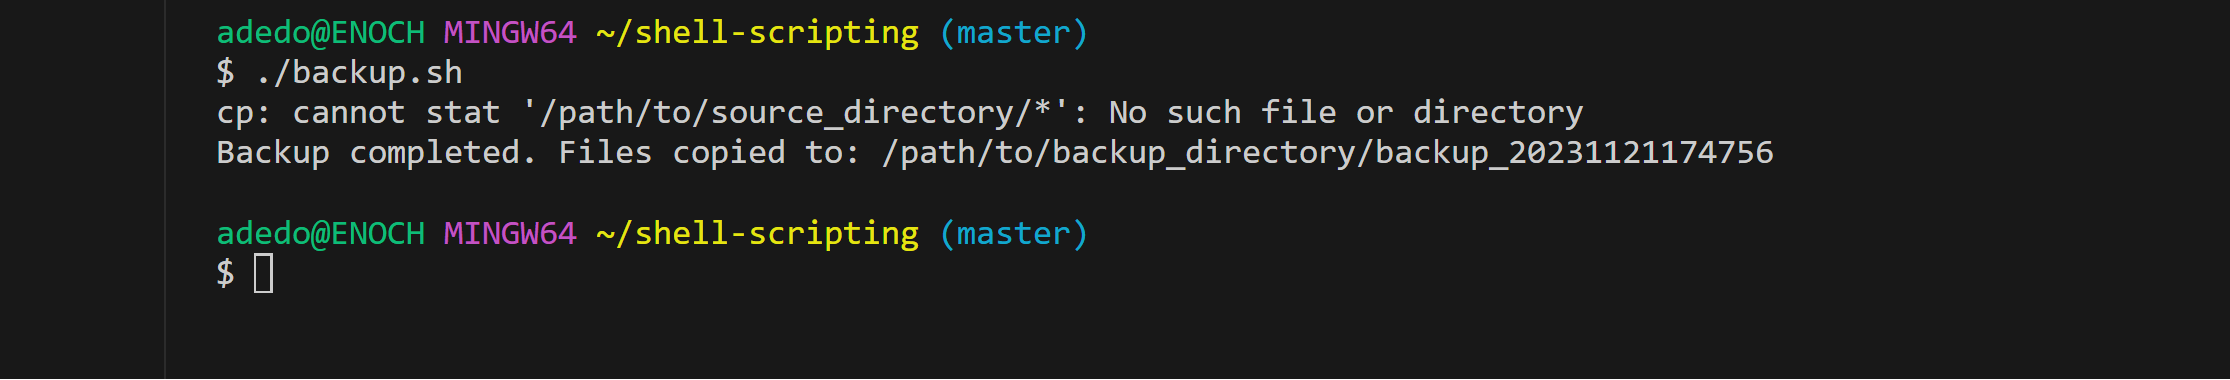 adedo@ENOCH MINGW64 ~/shell-scripting (master)
$ ./backup.sh
cp: cannot stat '/path/to/source_directory/*': No such file or directory
Backup completed. Files copied to: /path/to/backup_directory/backup_20231121174756
adedo@ENOCH MINGW64 ~/shell-scripting (master)
$